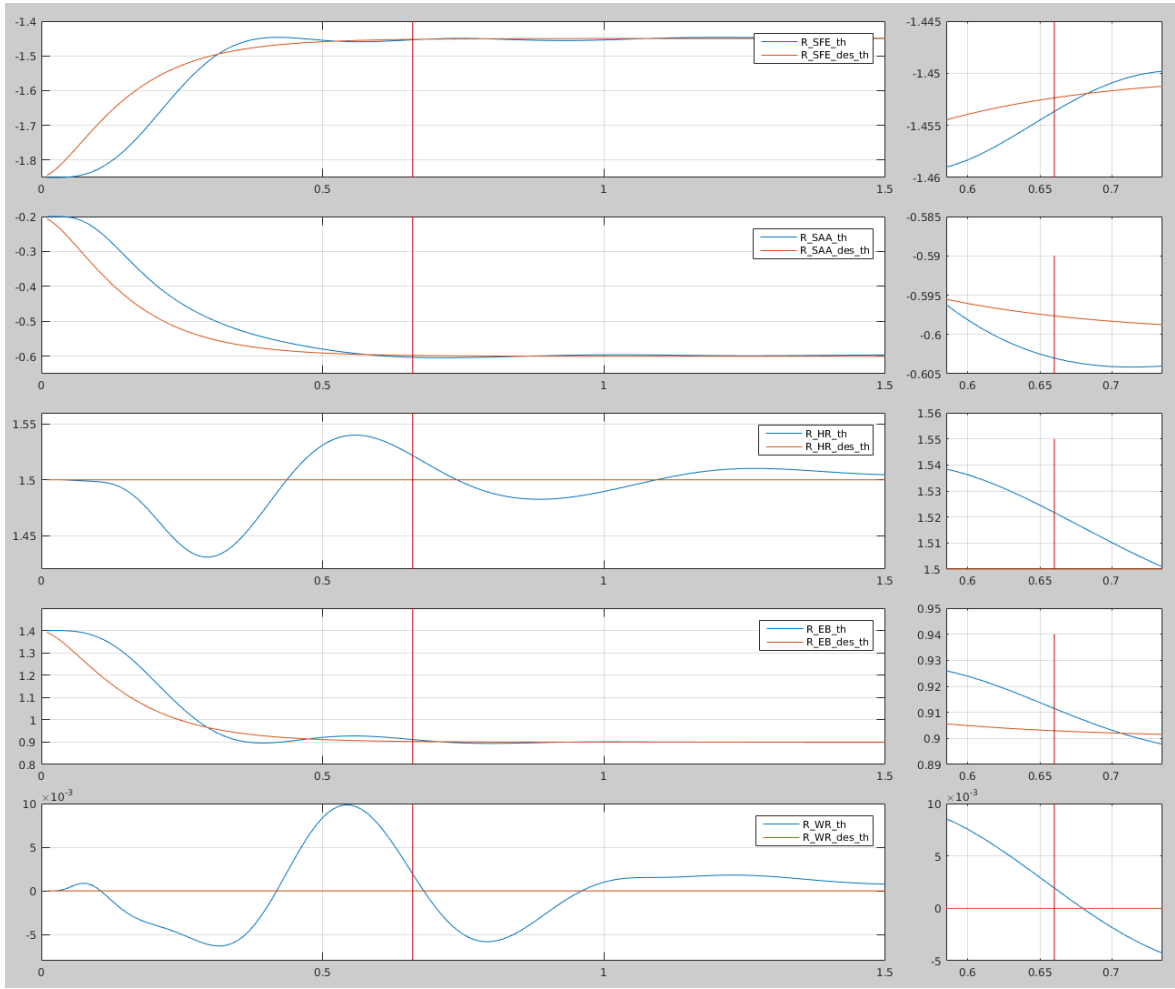 -1.4
-1.5
-1.6
-1.7
-1.8
R_SFE_th
R_SFE_des_th
0 0.5 1 1.5
-1.445
-1.45
-1.455
-1.46
0.6 0.65 0.7
-0.2
-0.3
-0.4
-0.5
-0.6
R_SAA_th
R_SAA_des_th
0 0.5 1 1.5
-0.585
-0.59
-0.595
-0.6
-0.605
0.6 0.65 0.7
1.55
1.5
1.45
R_HR_th
R_HR_des_th
0 0.5 1 1.5
1.56
1.55
1.54
1.53
1.52
1.51
1.5
0.6 0.65 0.7
1.4
1.3
1.2
1.1
1
0.9
0.8
R_EB_th
R_EB_des_th
0 0.5 1 1.5
0.95
0.94
0.93
0.92
0.91
0.9
0.89
0.6 0.65 0.7
×10⁻³
10
5
0
-5
R_WR_th
R_WR_des_th
0 0.5 1 1.5
×10⁻³
10
5
0
-5
0.6 0.65 0.7